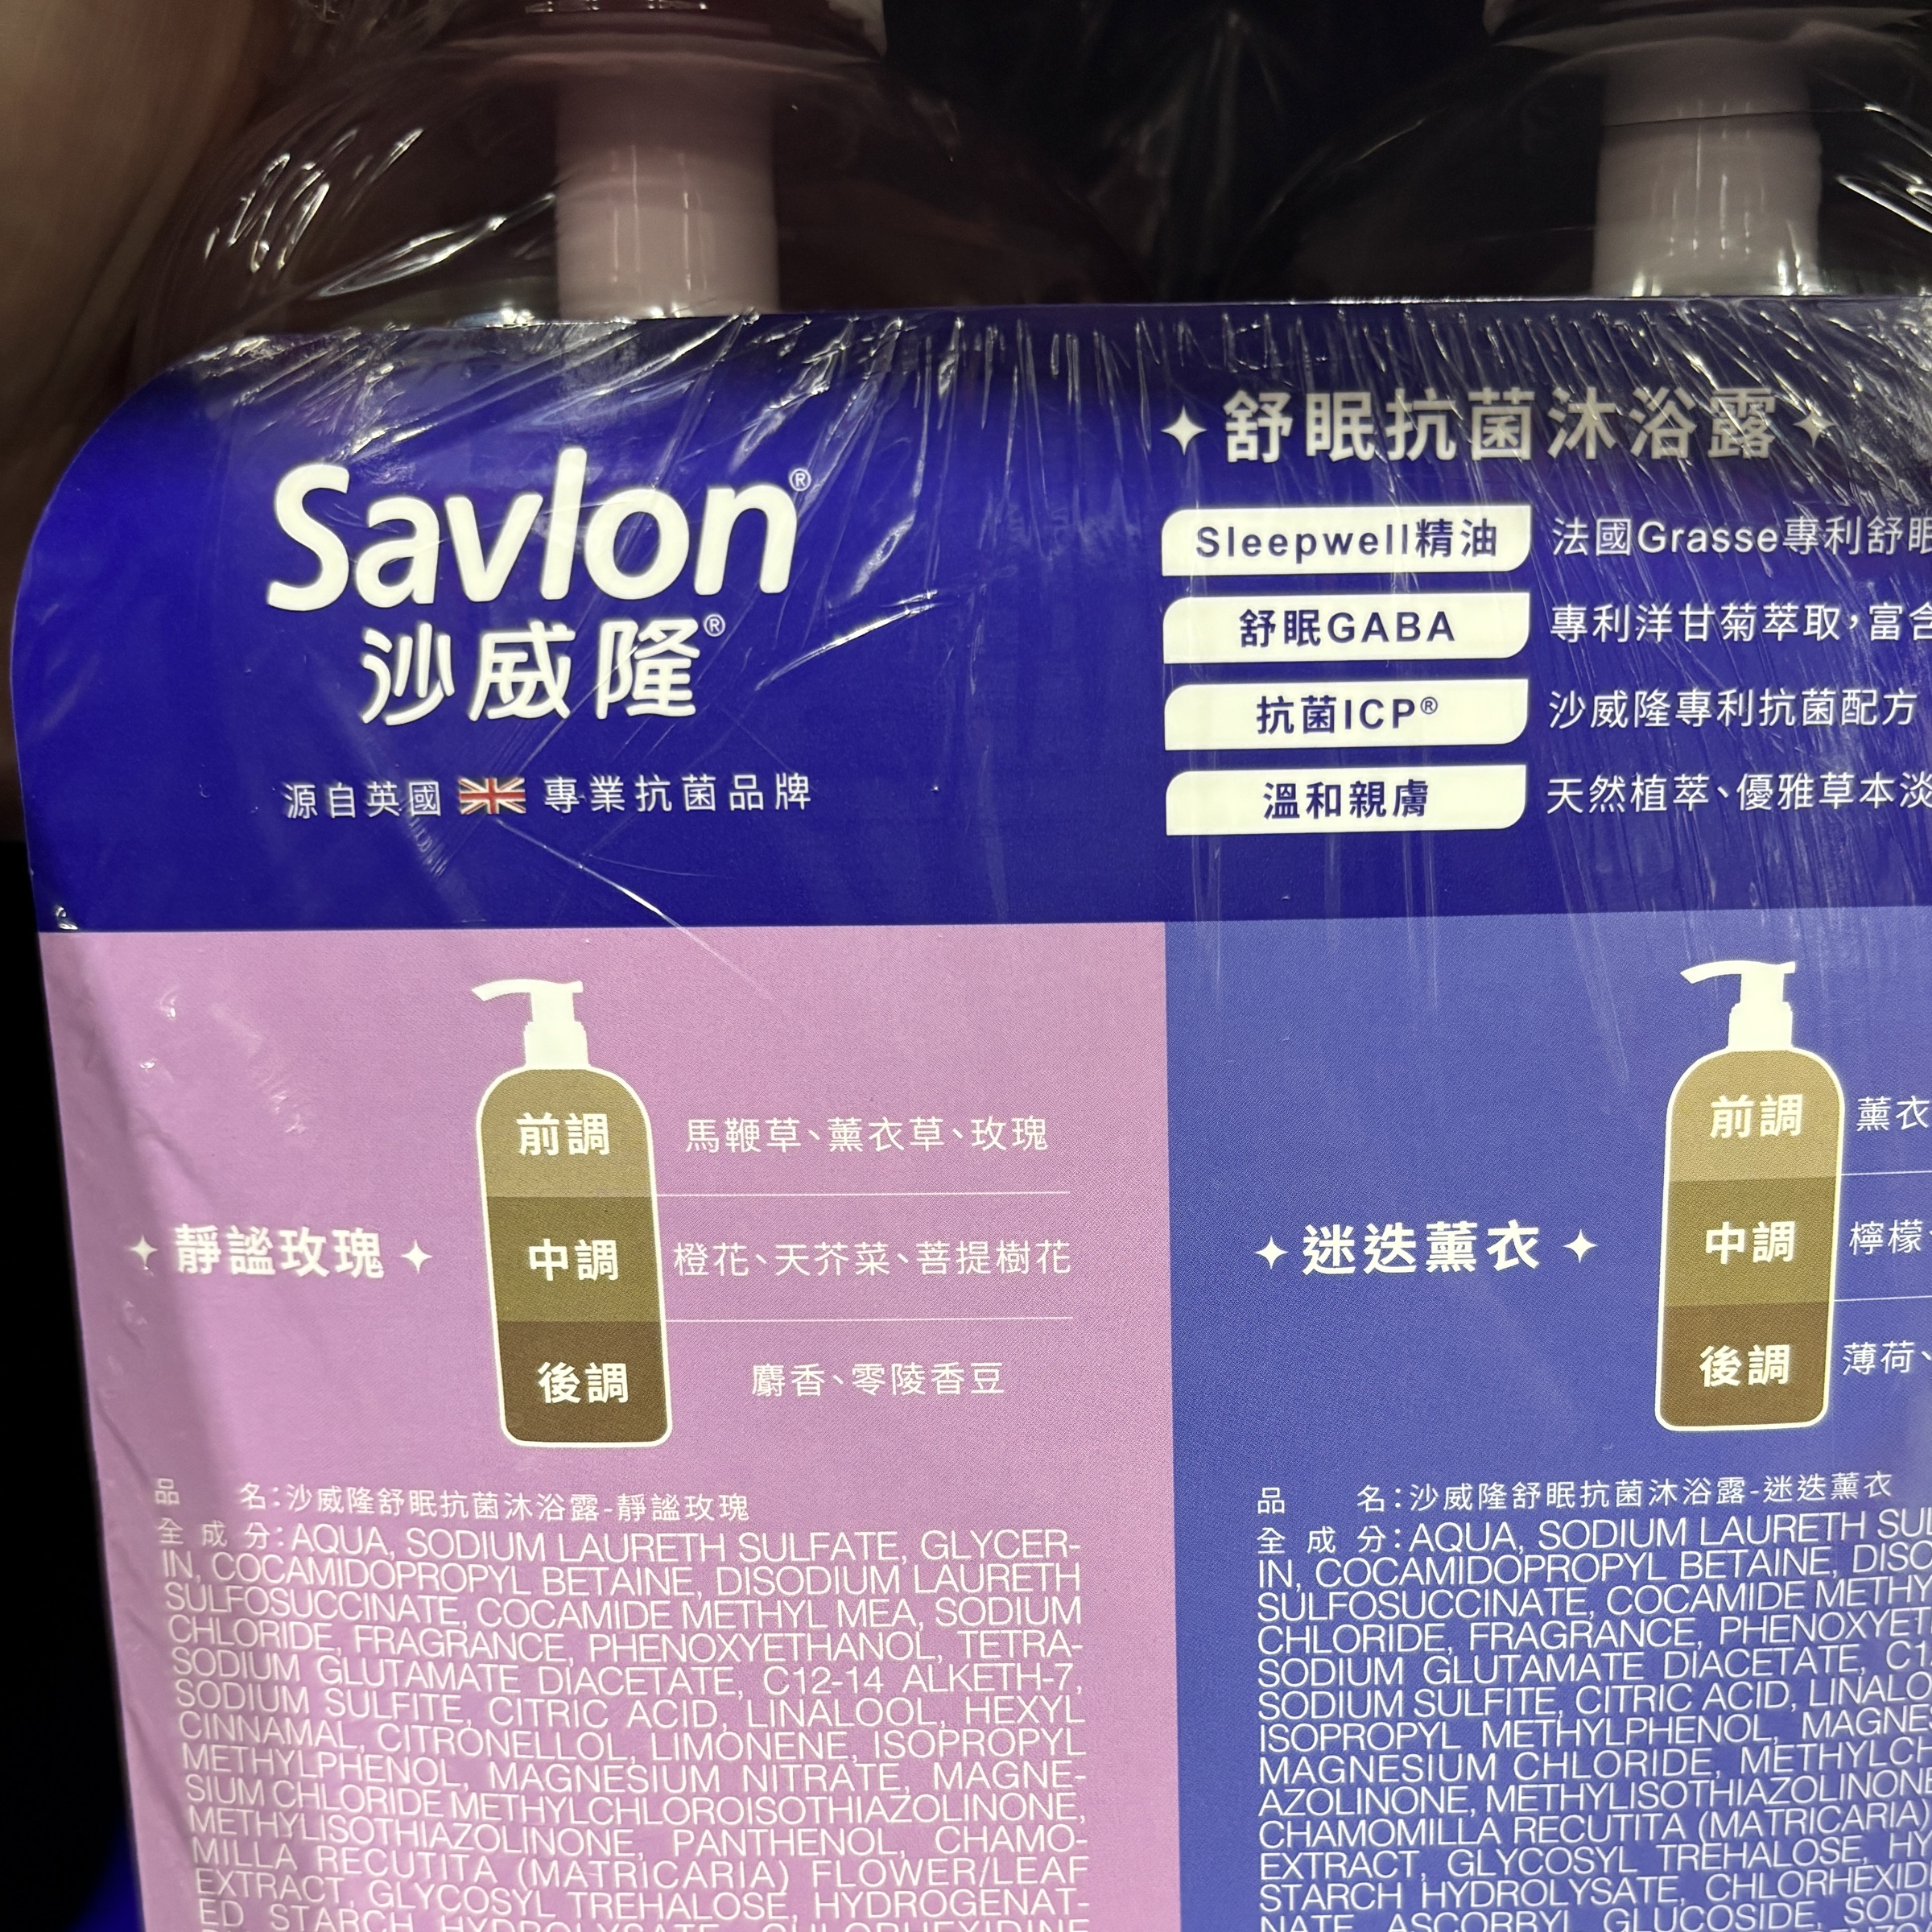 Savlon®
沙威隆®
源自英國 專業抗菌品牌
舒眠抗菌沐浴露
Sleepwell精油 法國Grasse專利舒眠
舒眠GABA 專利洋甘菊萃取，富含
抗菌ICP® 沙威隆專利抗菌配方
溫和親膚 天然植萃、優雅草本淡
靜謐玫瑰
前調 馬鞭草、薰衣草、玫瑰
中調 橙花、天芥菜、菩提樹花
後調 麝香、零陵香豆
品 名：沙威隆舒眠抗菌沐浴露-靜謐玫瑰
全 成 分：AQUA, SODIUM LAURETH SULFATE, GLYCER-
IN, COCAMIDOPROPYL BETAINE, DISODIUM LAURETH
SULFOSUCCINATE, COCAMIDE METHYL MEA, SODIUM
CHLORIDE, FRAGRANCE, PHENOXYETHANOL, TETRA-
SODIUM GLUTAMATE DIACETATE, C12-14 ALKETH-7,
SODIUM SULFITE, CITRIC ACID, LINALOOL, HEXYL
CINNAMAL, CITRONELLOL, LIMONENE, ISOPROPYL
METHYLPHENOL, MAGNESIUM NITRATE, MAGNE-
SIUM CHLORIDE METHYLCHLOROISOTHIAZOLINONE,
METHYLISOTHIAZOLINONE, PANTHENOL, CHAMO-
MILLA RECUTITA (MATRICARIA) FLOWER/LEAF
EXTRACT, GLYCOSYL TREHALOSE, HYDROGENAT-
ED STARCH HYDROLYSATE, CHLORHEXIDINE
迷迭薰衣
前調 薰衣
中調 檸檬、
後調 薄荷、
品 名：沙威隆舒眠抗菌沐浴露-迷迭薰衣
全 成 分：AQUA, SODIUM LAURETH SUL
IN, COCAMIDOPROPYL BETAINE, DISO
SULFOSUCCINATE, COCAMIDE METHY
CHLORIDE, FRAGRANCE, PHENOXYET
SODIUM GLUTAMATE DIACETATE, C1
SODIUM SULFITE, CITRIC ACID, LINALO
ISOPROPYL METHYLPHENOL, MAGNE
MAGNESIUM CHLORIDE, METHYLCH
AZOLINONE, METHYLISOTHIAZOLINONE
CHAMOMILLA RECUTITA (MATRICARIA)
EXTRACT, GLYCOSYL TREHALOSE, HY
STARCH HYDROLYSATE, CHLORHEXID
NATE, ASCORBYL GLUCOSIDE, SOD